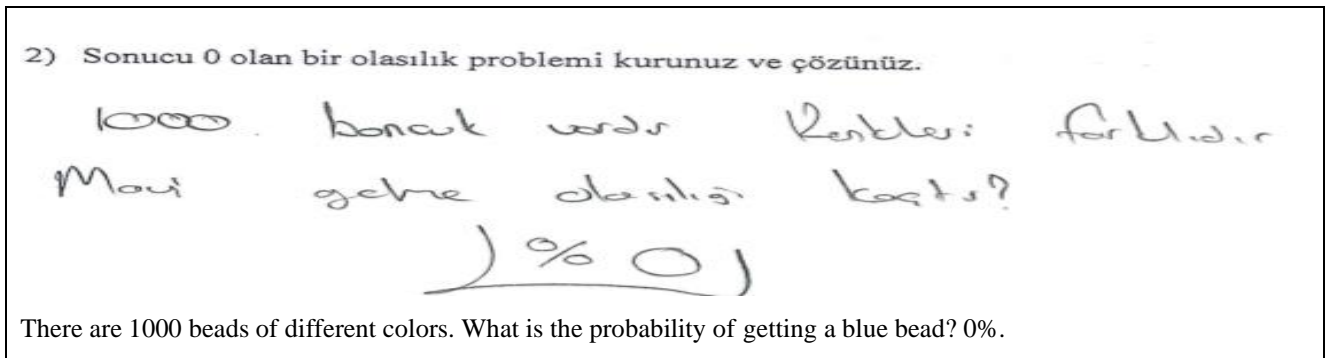 2) Sonucu 0 olan bir olasılık problemi kurunuz ve çözünüz.
1000 boncuk vardır Renkleri farklıdır
Mavi gelme olasılığı kaçtır?
%0
There are 1000 beads of different colors. What is the probability of getting a blue bead? 0%.